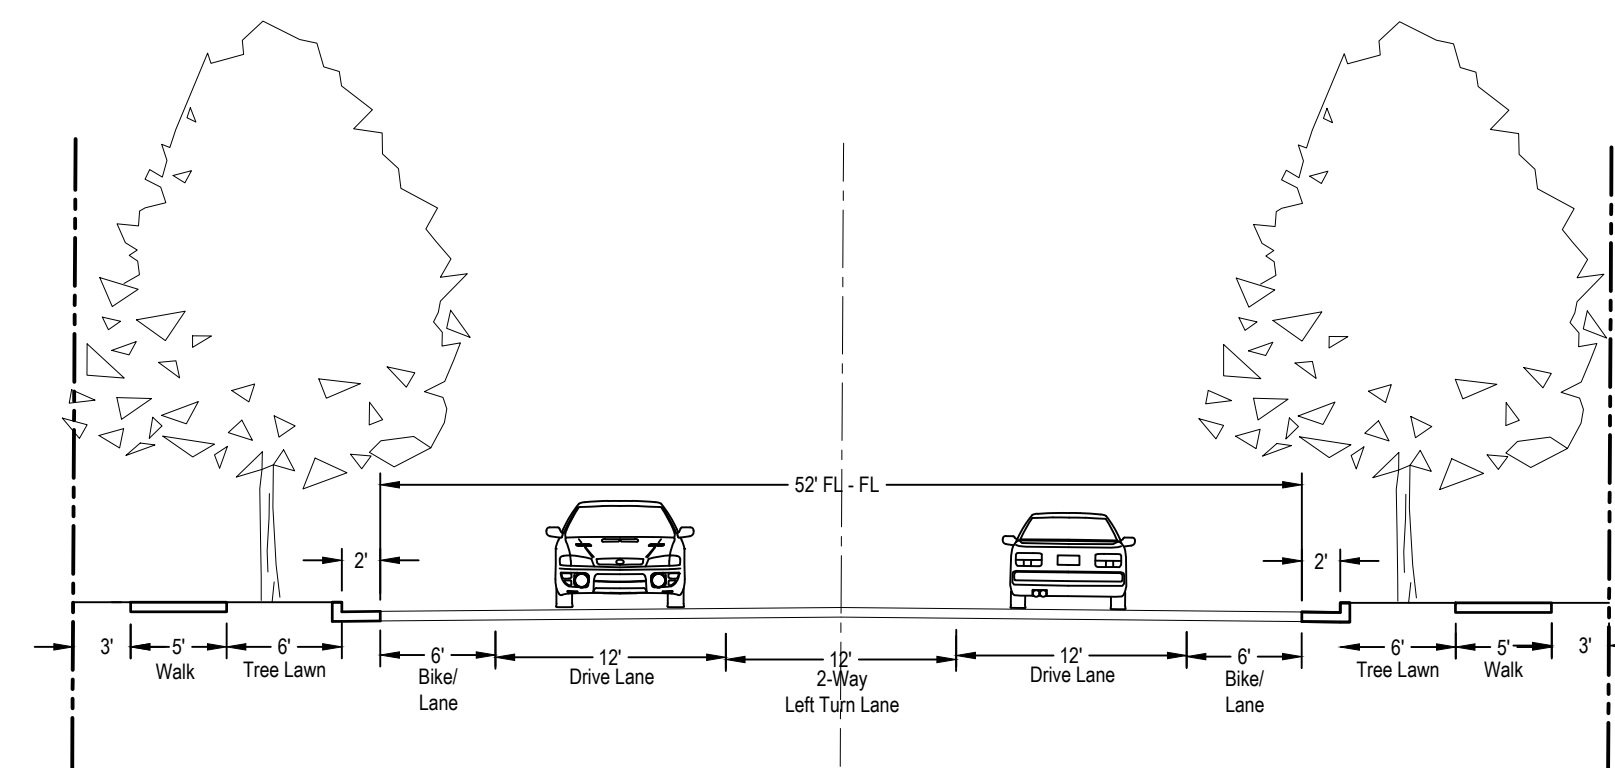 52' FL - FL
2'
2'
3'
5'
Walk
6'
Tree Lawn
6'
Bike/
Lane
12'
Drive Lane
12'
2-Way
Left Turn Lane
12'
Drive Lane
6'
Bike/
Lane
6'
Tree Lawn
5'
Walk
3'